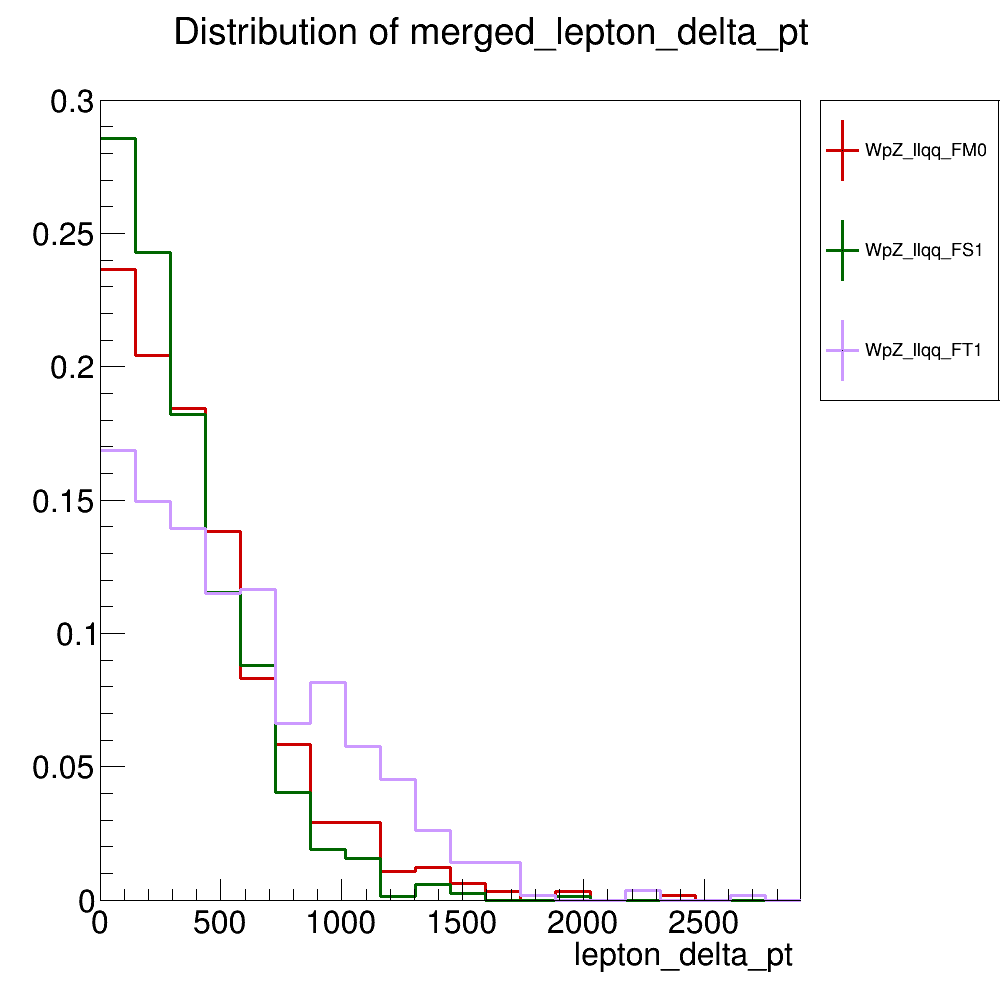 Distribution of merged_lepton_delta_pt
0.3
0.25
0.2
0.15
0.1
0.05
0
0 500 1000 1500 2000 2500
lepton_delta_pt
WpZ_llqq_FM0
WpZ_llqq_FS1
WpZ_llqq_FT1